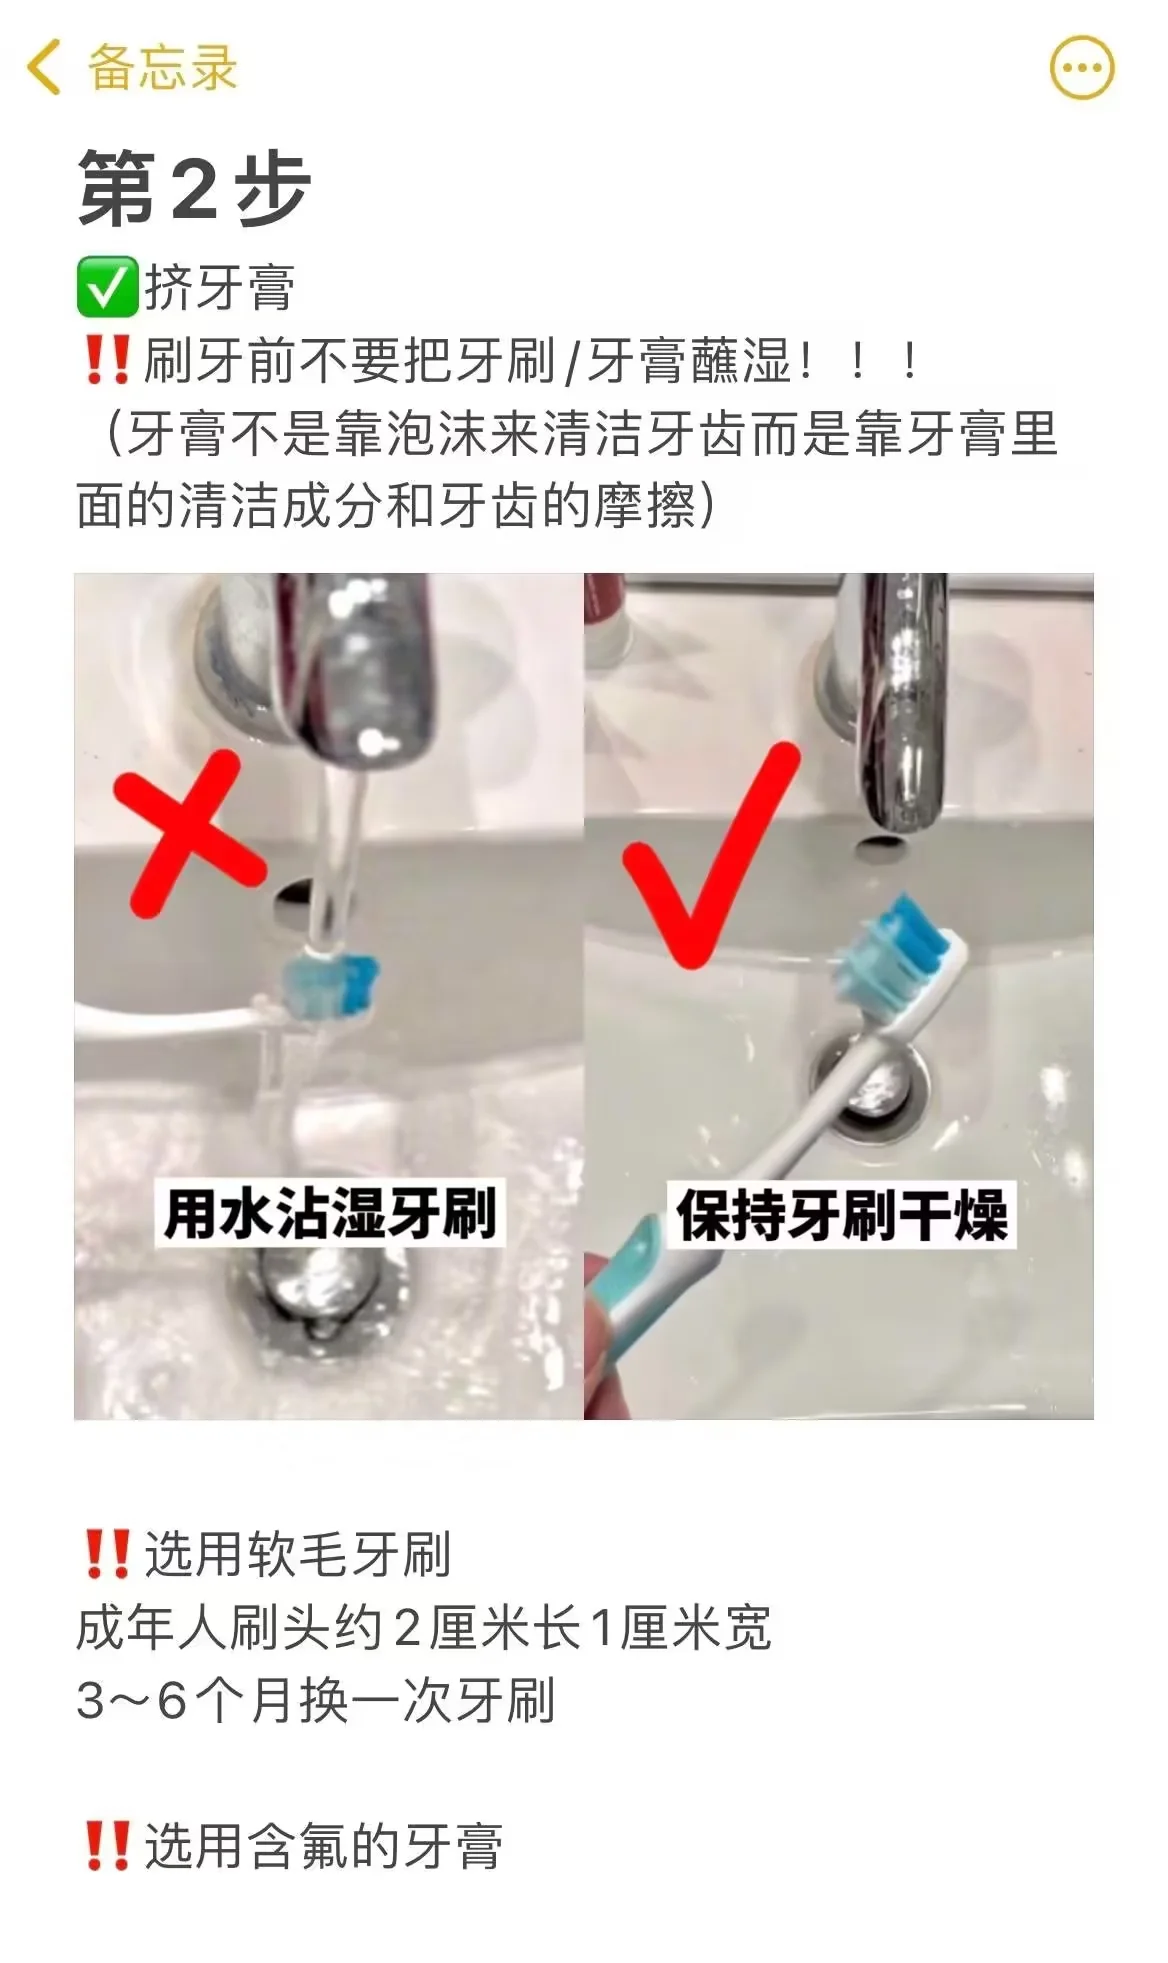 备忘录
第2步
✅挤牙膏
‼️刷牙前不要把牙刷/牙膏蘸湿！！！
（牙膏不是靠泡沫来清洁牙齿而是靠牙膏里
面的清洁成分和牙齿的摩擦）
用水沾湿牙刷
保持牙刷干燥
‼️选用软毛牙刷
成年人刷头约2厘米长1厘米宽
3～6个月换一次牙刷
‼️选用含氟的牙膏